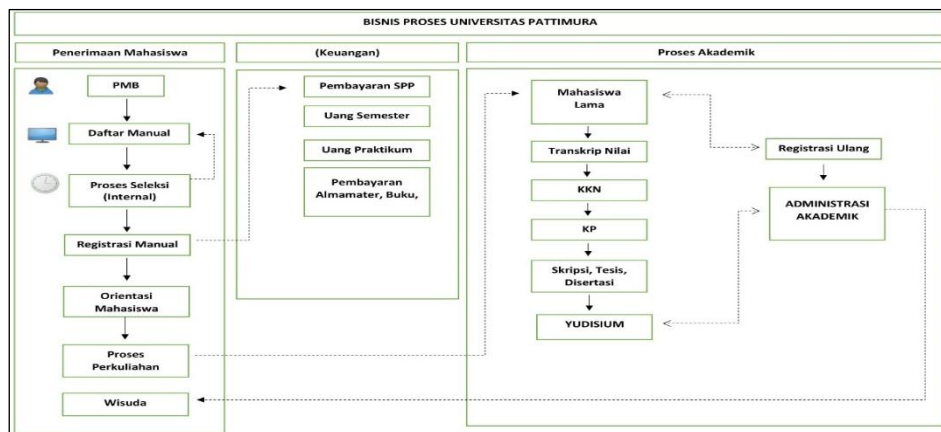 BISNIS PROSES UNIVERSITAS PATTIMURA
Penerimaan Mahasiswa
(Keuangan)
Proses Akademik
PMB
Daftar Manual
Proses Seleksi
(Internal)
Registrasi Manual
Orientasi
Mahasiswa
Proses
Perkuliahan
Wisuda
Pembayaran SPP
Uang Semester
Uang Praktikum
Pembayaran
Almamater, Buku,
Mahasiswa
Lama
Transkrip Nilai
KKN
KP
Skripsi, Tesis,
Disertasi
YUDISIUM
Registrasi Ulang
ADMINISTRASI
AKADEMIK